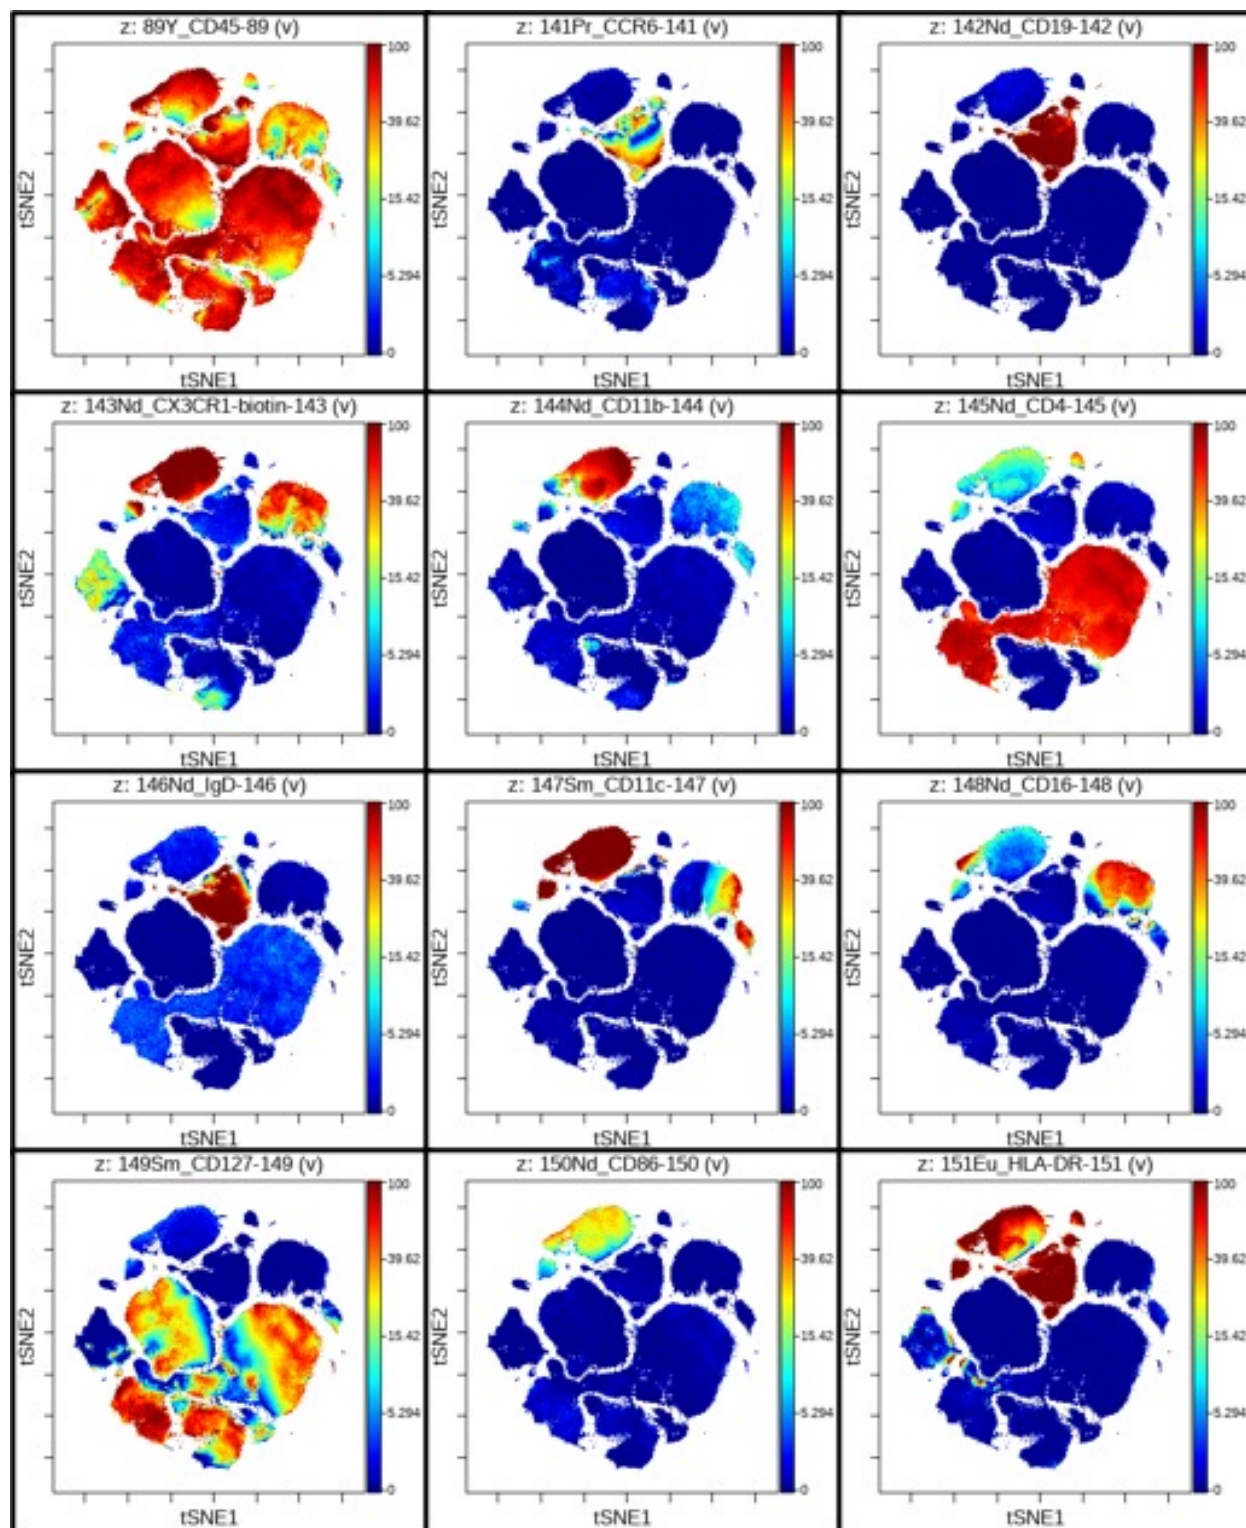 z: 89Y_CD45-89 (v)
100
39.62
15.42
5.294
0
tSNE2
tSNE1
z: 141Pr_CCR6-141 (v)
100
39.62
15.42
5.294
0
tSNE2
tSNE1
z: 142Nd_CD19-142 (v)
100
39.62
15.42
5.294
0
tSNE2
tSNE1
z: 143Nd_CX3CR1-biotin-143 (v)
100
39.62
15.42
5.294
0
tSNE2
tSNE1
z: 144Nd_CD11b-144 (v)
100
39.62
15.42
5.294
0
tSNE2
tSNE1
z: 145Nd_CD4-145 (v)
100
39.62
15.42
5.294
0
tSNE2
tSNE1
z: 146Nd_IgD-146 (v)
100
39.62
15.42
5.294
0
tSNE2
tSNE1
z: 147Sm_CD11c-147 (v)
100
39.62
15.42
5.294
0
tSNE2
tSNE1
z: 148Nd_CD16-148 (v)
100
39.62
15.42
5.294
0
tSNE2
tSNE1
z: 149Sm_CD127-149 (v)
100
39.62
15.42
5.294
0
tSNE2
tSNE1
z: 150Nd_CD86-150 (v)
100
39.62
15.42
5.294
0
tSNE2
tSNE1
z: 151Eu_HLA-DR-151 (v)
100
39.62
15.42
5.294
0
tSNE2
tSNE1